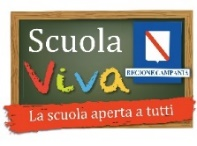 Scuola
Viva
REGIONE CAMPANIA
La scuola aperta a tutti